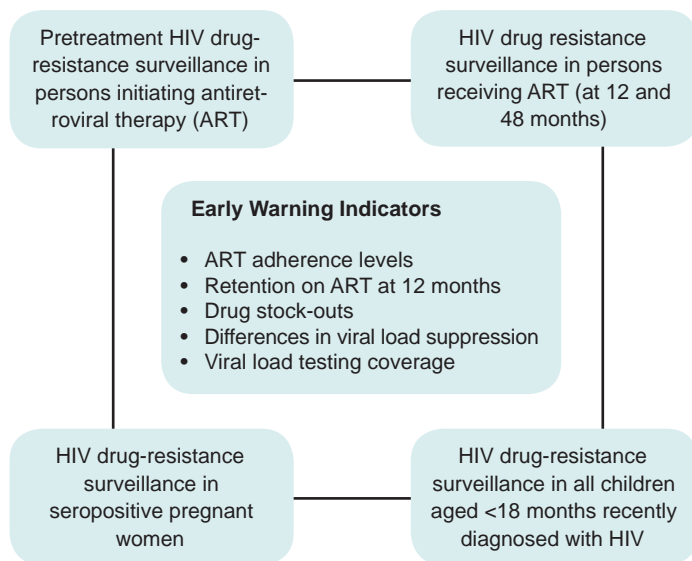 Pretreatment HIV drug-
resistance surveillance in
persons initiating antiret-
roviral therapy (ART)
HIV drug resistance
surveillance in persons
receiving ART (at 12 and
48 months)
Early Warning Indicators
• ART adherence levels
• Retention on ART at 12 months
• Drug stock-outs
• Differences in viral load suppression
• Viral load testing coverage
HIV drug-resistance
surveillance in
seropositive pregnant
women
HIV drug-resistance
surveillance in all children
aged <18 months recently
diagnosed with HIV